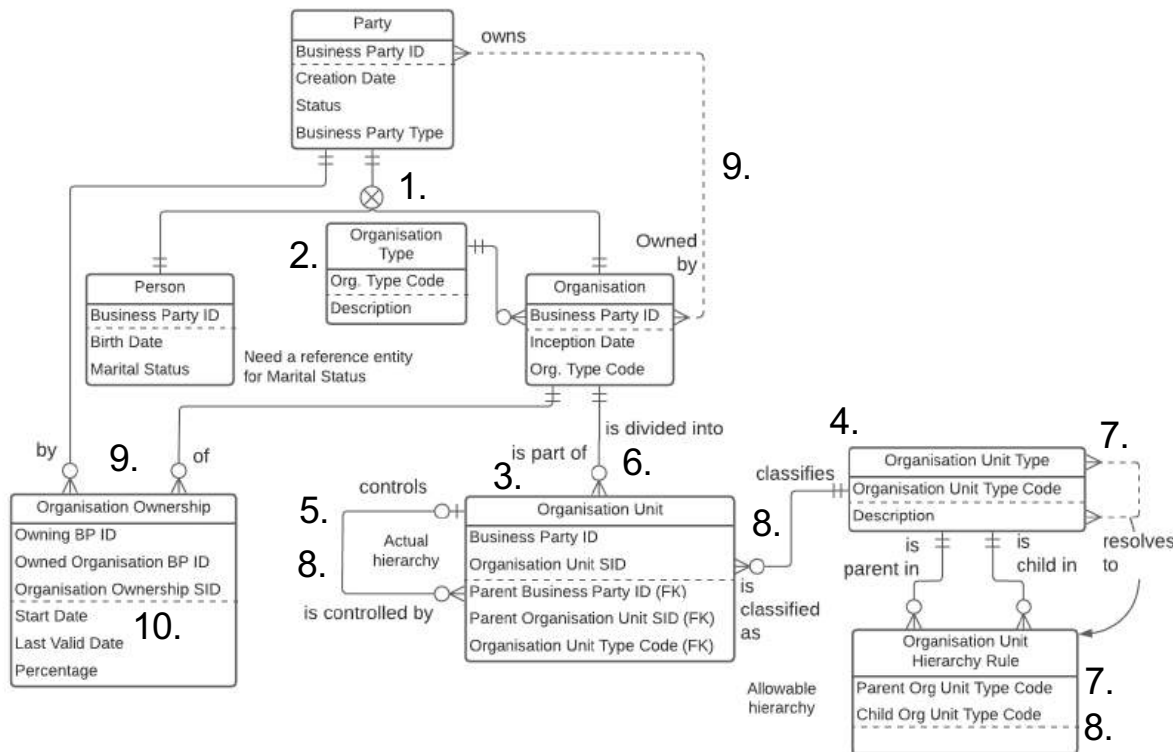 Party
Business Party ID
Creation Date
Status
Business Party Type
owns
9.
1.
2.
Organisation
Type
Org. Type Code
Description
Owned
by
Person
Business Party ID
Birth Date
Marital Status
Need a reference entity
for Marital Status
Organisation
Business Party ID
Inception Date
Org. Type Code
by
9.
of
is divided into
is part of
6.
3.
4.
7.
Organisation Ownership
Owning BP ID
Owned Organisation BP ID
Organisation Ownership SID
Start Date
10.
Last Valid Date
Percentage
controls
5.
Actual
hierarchy
8.
is controlled by
Organisation Unit
Business Party ID
Organisation Unit SID
Parent Business Party ID (FK)
Parent Organisation Unit SID (FK)
Organisation Unit Type Code (FK)
classifies
8.
is
classified
as
Organisation Unit Type
Organisation Unit Type Code
Description
is
parent in
is
child in
resolves
to
Allowable
hierarchy
Organisation Unit
Hierarchy Rule
Parent Org Unit Type Code
7.
Child Org Unit Type Code
8.